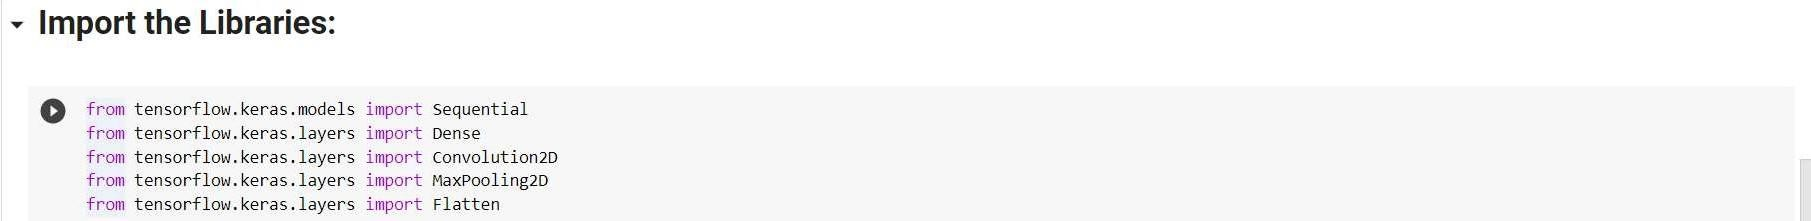 Import the Libraries:
from tensorflow.keras.models import Sequential
from tensorflow.keras.layers import Dense
from tensorflow.keras.layers import Convolution2D
from tensorflow.keras.layers import MaxPooling2D
from tensorflow.keras.layers import Flatten